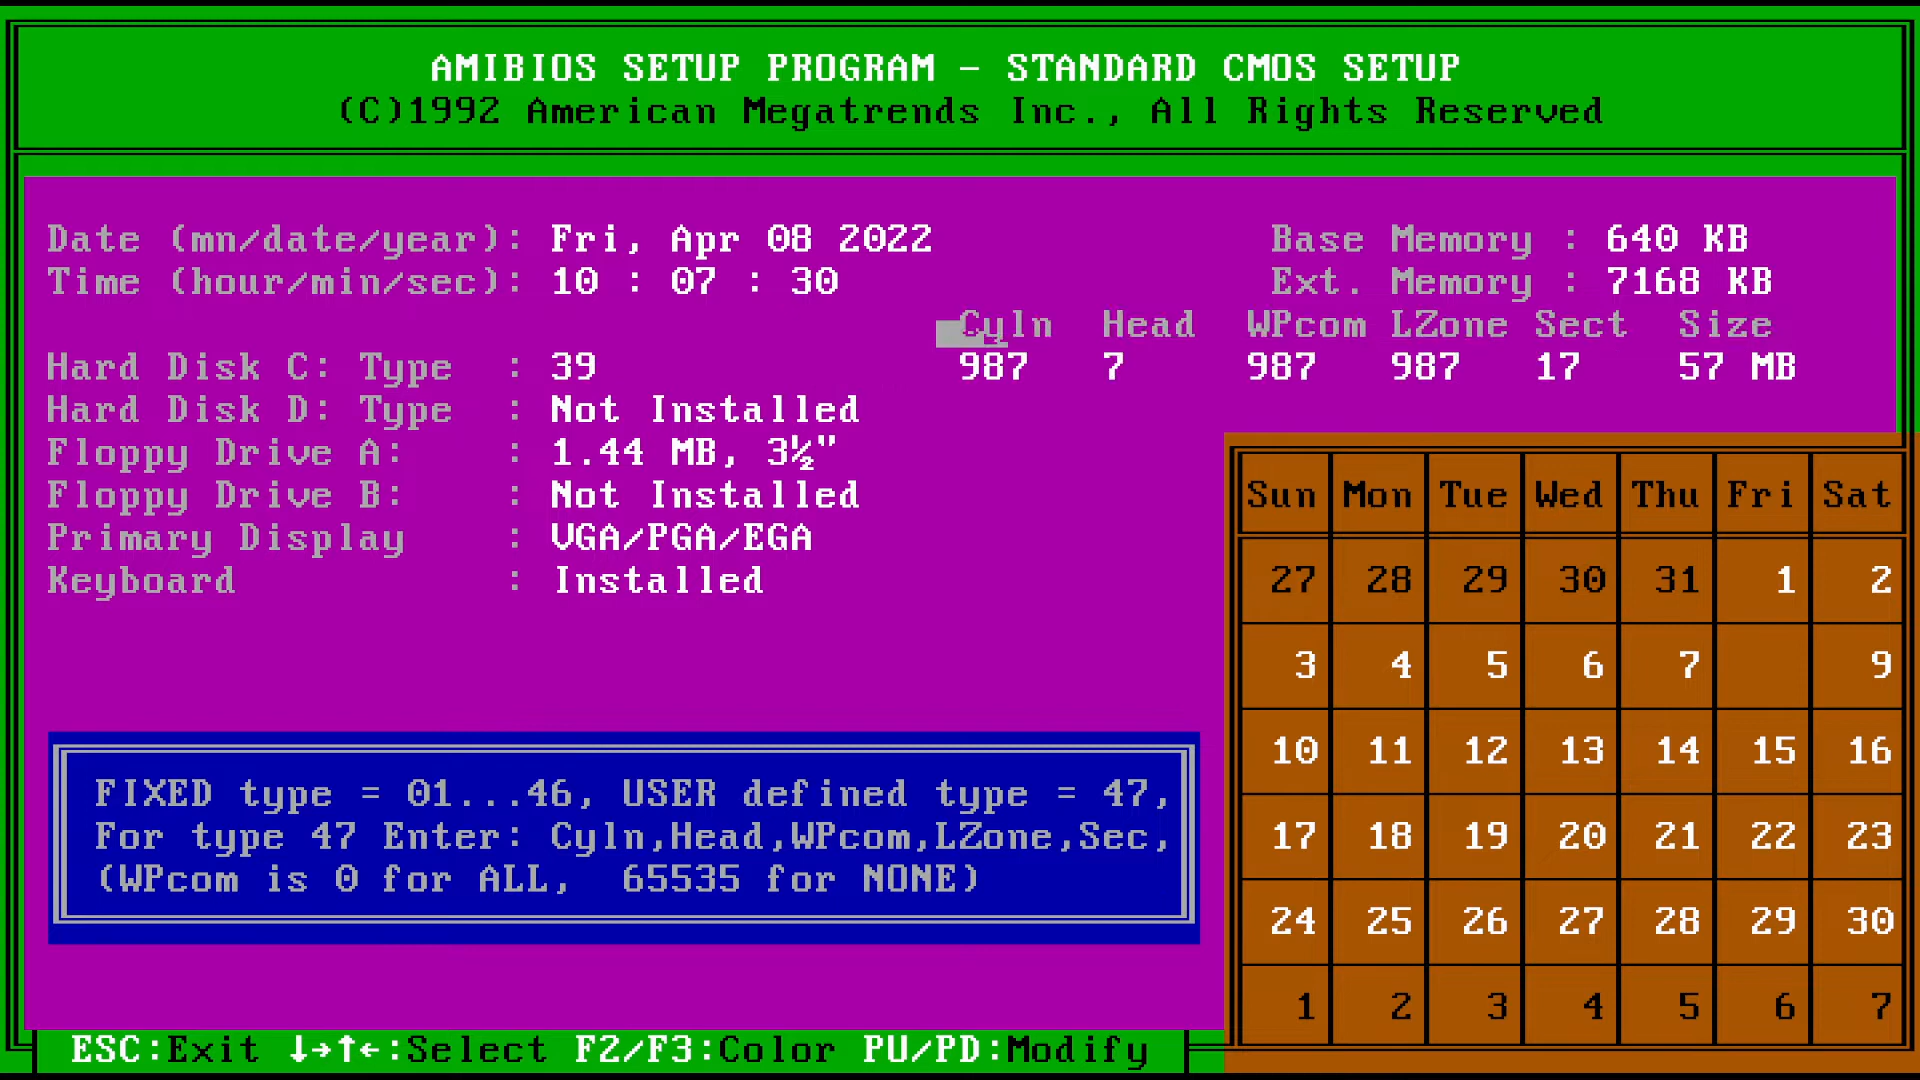 AMIBIOS SETUP PROGRAM - STANDARD CMOS SETUP
(C)1992 American Megatrends Inc., All Rights Reserved
Date (mn/date/year): Fri, Apr 08 2022 Base Memory : 640 KB
Time (hour/min/sec): 10 : 07 : 30 Ext. Memory : 7168 KB
Cyln Head WPcom LZone Sect Size
Hard Disk C: Type : 39 987 7 987 987 17 57 MB
Hard Disk D: Type : Not Installed
Floppy Drive A: : 1.44 MB, 3½"
Floppy Drive B: : Not Installed
Primary Display : VGA/PGA/EGA
Keyboard : Installed
Sun Mon Tue Wed Thu Fri Sat
27 28 29 30 31 1 2
3 4 5 6 7 9
10 11 12 13 14 15 16
17 18 19 20 21 22 23
24 25 26 27 28 29 30
1 2 3 4 5 6 7
FIXED type = 01...46, USER defined type = 47,
For type 47 Enter: Cyln,Head,WPcom,LZone,Sec,
(WPcom is 0 for ALL, 65535 for NONE)
ESC:Exit ↓→↑←:Select F2/F3:Color PU/PD:Modify